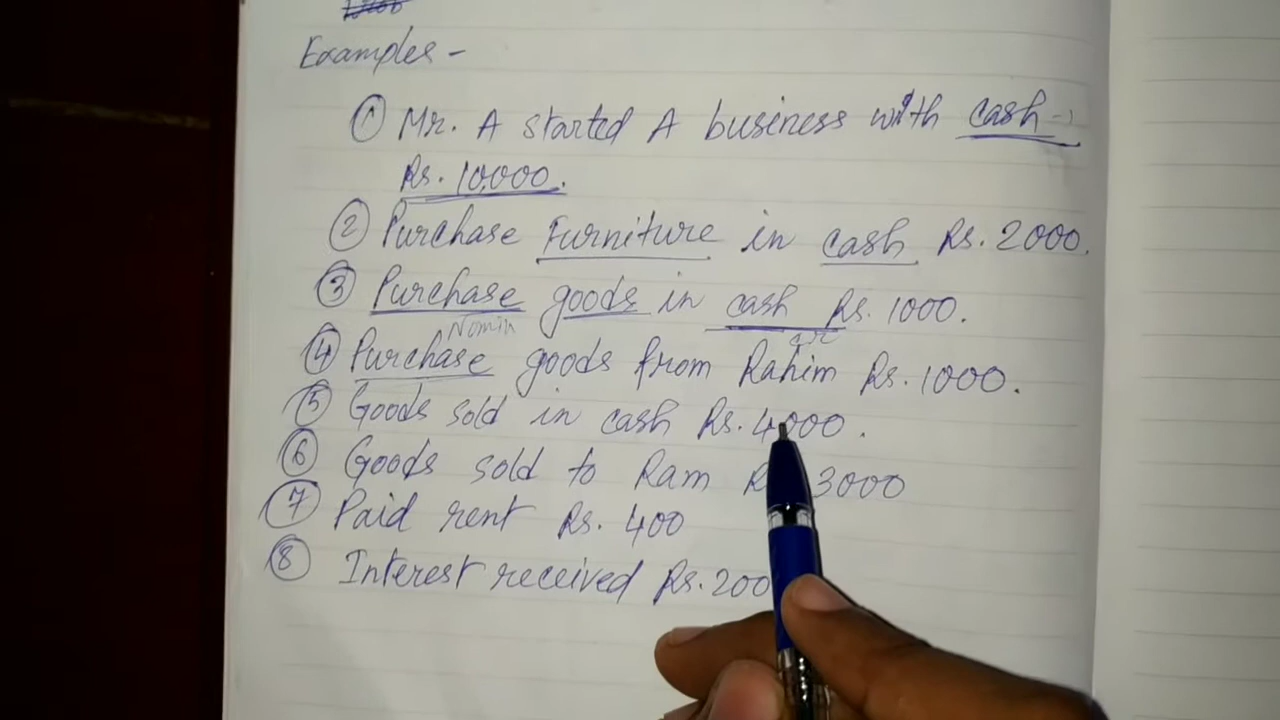 Examples -
① Mr. A started A business with cash -
Rs. 10,000.
② Purchase Furniture in cash Rs. 2000.
③ Purchase goods in cash Rs. 1000.
Nomin
④ Purchase goods from Rahim Rs. 1000.
⑤ Goods sold in cash Rs. 4000.
⑥ Goods sold to Ram 3000
⑦ Paid rent Rs. 400
⑧ Interest received Rs. 200